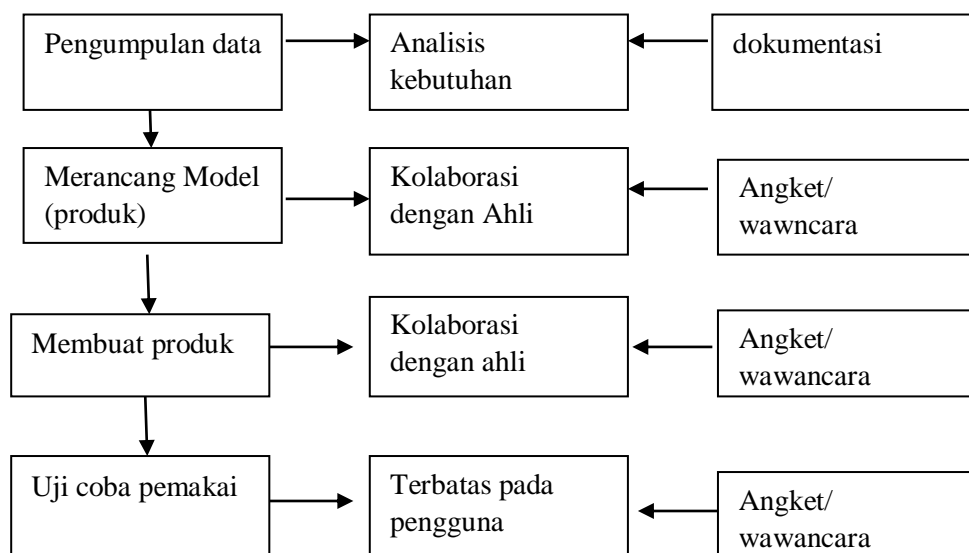 Pengumpulan data
Analisis
kebutuhan
dokumentasi
Merancang Model
(produk)
Kolaborasi
dengan Ahli
Angket/
wawncara
Membuat produk
Kolaborasi
dengan ahli
Angket/
wawancara
Uji coba pemakai
Terbatas pada
pengguna
Angket/
wawancara